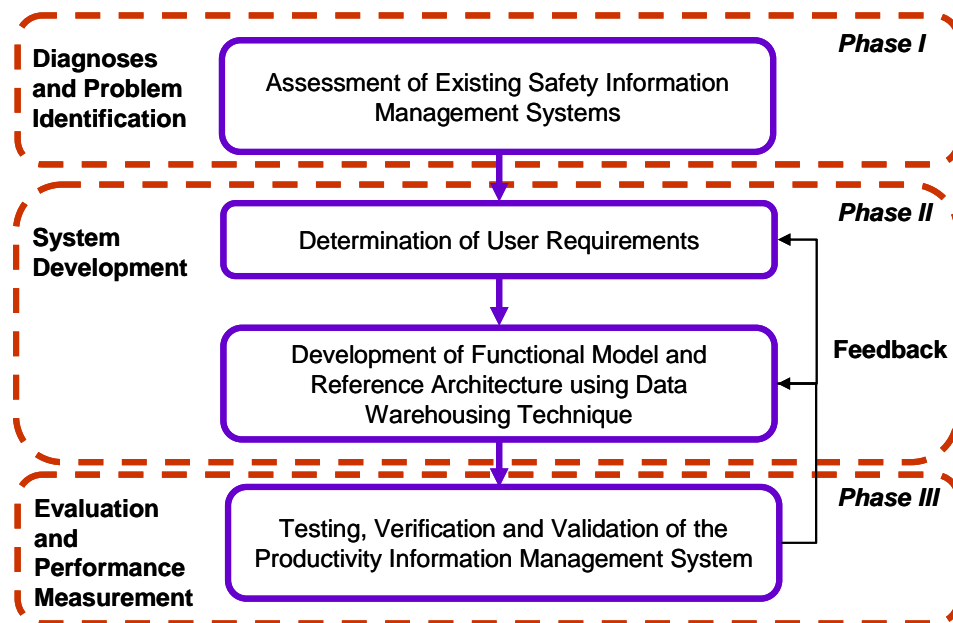 Phase I
Diagnoses
and Problem
Identification
Assessment of Existing Safety Information
Management Systems
Phase II
System
Development
Determination of User Requirements
Development of Functional Model and
Reference Architecture using Data
Warehousing Technique
Feedback
Phase III
Evaluation
and
Performance
Measurement
Testing, Verification and Validation of the
Productivity Information Management System